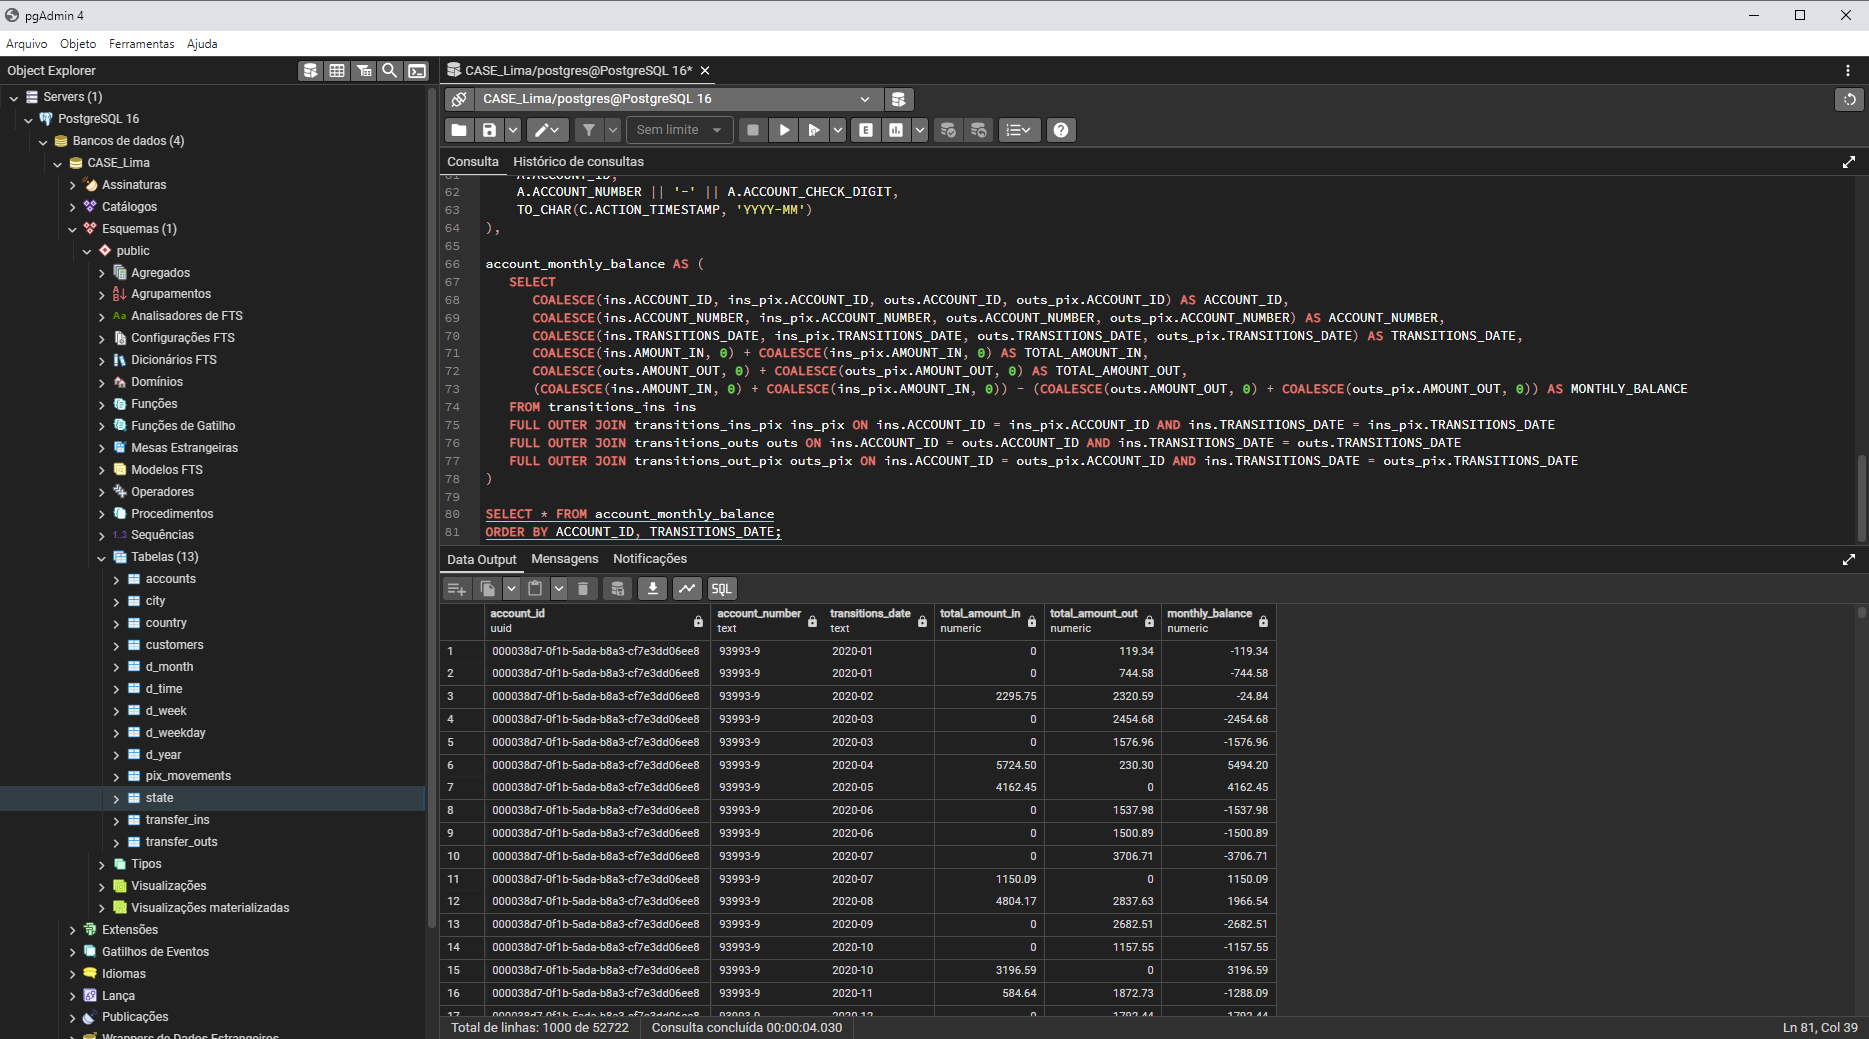 pgAdmin 4
Arquivo Objeto Ferramentas Ajuda
Object Explorer
Servers (1)
PostgreSQL 16
Bancos de dados (4)
CASE_Lima
Assinaturas
Catálogos
Esquemas (1)
public
Agregados
Agrupamentos
Analisadores de FTS
Configurações FTS
Dicionários FTS
Domínios
Funções
Funções de Gatilho
Mesas Estrangeiras
Modelos FTS
Operadores
Procedimentos
1..3 Sequências
Tabelas (13)
accounts
city
country
customers
d_month
d_time
d_week
d_weekday
d_year
pix_movements
state
transfer_ins
transfer_outs
Tipos
Visualizações
Visualizações materializadas
Extensões
Gatilhos de Eventos
Idiomas
Lança
Publicações
Wrappers de Dados Estrangeiros
CASE_Lima/postgres@PostgreSQL 16*
CASE_Lima/postgres@PostgreSQL 16
Sem limite
Consulta Histórico de consultas
61 A.ACCOUNT_ID,
62 A.ACCOUNT_NUMBER || '-' || A.ACCOUNT_CHECK_DIGIT,
63 TO_CHAR(C.ACTION_TIMESTAMP, 'YYYY-MM')
64 ),
65
66 account_monthly_balance AS (
67 SELECT
68 COALESCE(ins.ACCOUNT_ID, ins_pix.ACCOUNT_ID, outs.ACCOUNT_ID, outs_pix.ACCOUNT_ID) AS ACCOUNT_ID,
69 COALESCE(ins.ACCOUNT_NUMBER, ins_pix.ACCOUNT_NUMBER, outs.ACCOUNT_NUMBER, outs_pix.ACCOUNT_NUMBER) AS ACCOUNT_NUMBER,
70 COALESCE(ins.TRANSITIONS_DATE, ins_pix.TRANSITIONS_DATE, outs.TRANSITIONS_DATE, outs_pix.TRANSITIONS_DATE) AS TRANSITIONS_DATE,
71 COALESCE(ins.AMOUNT_IN, 0) + COALESCE(ins_pix.AMOUNT_IN, 0) AS TOTAL_AMOUNT_IN,
72 COALESCE(outs.AMOUNT_OUT, 0) + COALESCE(outs_pix.AMOUNT_OUT, 0) AS TOTAL_AMOUNT_OUT,
73 (COALESCE(ins.AMOUNT_IN, 0) + COALESCE(ins_pix.AMOUNT_IN, 0)) - (COALESCE(outs.AMOUNT_OUT, 0) + COALESCE(outs_pix.AMOUNT_OUT, 0)) AS MONTHLY_BALANCE
74 FROM transitions_ins ins
75 FULL OUTER JOIN transitions_ins_pix ins_pix ON ins.ACCOUNT_ID = ins_pix.ACCOUNT_ID AND ins.TRANSITIONS_DATE = ins_pix.TRANSITIONS_DATE
76 FULL OUTER JOIN transitions_outs outs ON ins.ACCOUNT_ID = outs.ACCOUNT_ID AND ins.TRANSITIONS_DATE = outs.TRANSITIONS_DATE
77 FULL OUTER JOIN transitions_out_pix outs_pix ON ins.ACCOUNT_ID = outs_pix.ACCOUNT_ID AND ins.TRANSITIONS_DATE = outs_pix.TRANSITIONS_DATE
78 )
79
80 SELECT * FROM account_monthly_balance
81 ORDER BY ACCOUNT_ID, TRANSITIONS_DATE;
Data Output Mensagens Notificações
SQL
account_id account_number transitions_date total_amount_in total_amount_out monthly_balance
uuid text text numeric numeric numeric
1 000038d7-0f1b-5ada-b8a3-cf7e3dd06ee8 93993-9 2020-01 0 119.34 -119.34
2 000038d7-0f1b-5ada-b8a3-cf7e3dd06ee8 93993-9 2020-01 0 744.58 -744.58
3 000038d7-0f1b-5ada-b8a3-cf7e3dd06ee8 93993-9 2020-02 2295.75 2320.59 -24.84
4 000038d7-0f1b-5ada-b8a3-cf7e3dd06ee8 93993-9 2020-03 0 2454.68 -2454.68
5 000038d7-0f1b-5ada-b8a3-cf7e3dd06ee8 93993-9 2020-03 0 1576.96 -1576.96
6 000038d7-0f1b-5ada-b8a3-cf7e3dd06ee8 93993-9 2020-04 5724.50 230.30 5494.20
7 000038d7-0f1b-5ada-b8a3-cf7e3dd06ee8 93993-9 2020-05 4162.45 0 4162.45
8 000038d7-0f1b-5ada-b8a3-cf7e3dd06ee8 93993-9 2020-06 0 1537.98 -1537.98
9 000038d7-0f1b-5ada-b8a3-cf7e3dd06ee8 93993-9 2020-06 0 1500.89 -1500.89
10 000038d7-0f1b-5ada-b8a3-cf7e3dd06ee8 93993-9 2020-07 0 3706.71 -3706.71
11 000038d7-0f1b-5ada-b8a3-cf7e3dd06ee8 93993-9 2020-07 1150.09 0 1150.09
12 000038d7-0f1b-5ada-b8a3-cf7e3dd06ee8 93993-9 2020-08 4804.17 2837.63 1966.54
13 000038d7-0f1b-5ada-b8a3-cf7e3dd06ee8 93993-9 2020-09 0 2682.51 -2682.51
14 000038d7-0f1b-5ada-b8a3-cf7e3dd06ee8 93993-9 2020-10 0 1157.55 -1157.55
15 000038d7-0f1b-5ada-b8a3-cf7e3dd06ee8 93993-9 2020-10 3196.59 0 3196.59
16 000038d7-0f1b-5ada-b8a3-cf7e3dd06ee8 93993-9 2020-11 584.64 1872.73 -1288.09
Total de linhas: 1000 de 52722 Consulta concluída 00:00:04.030 Ln 81, Col 39